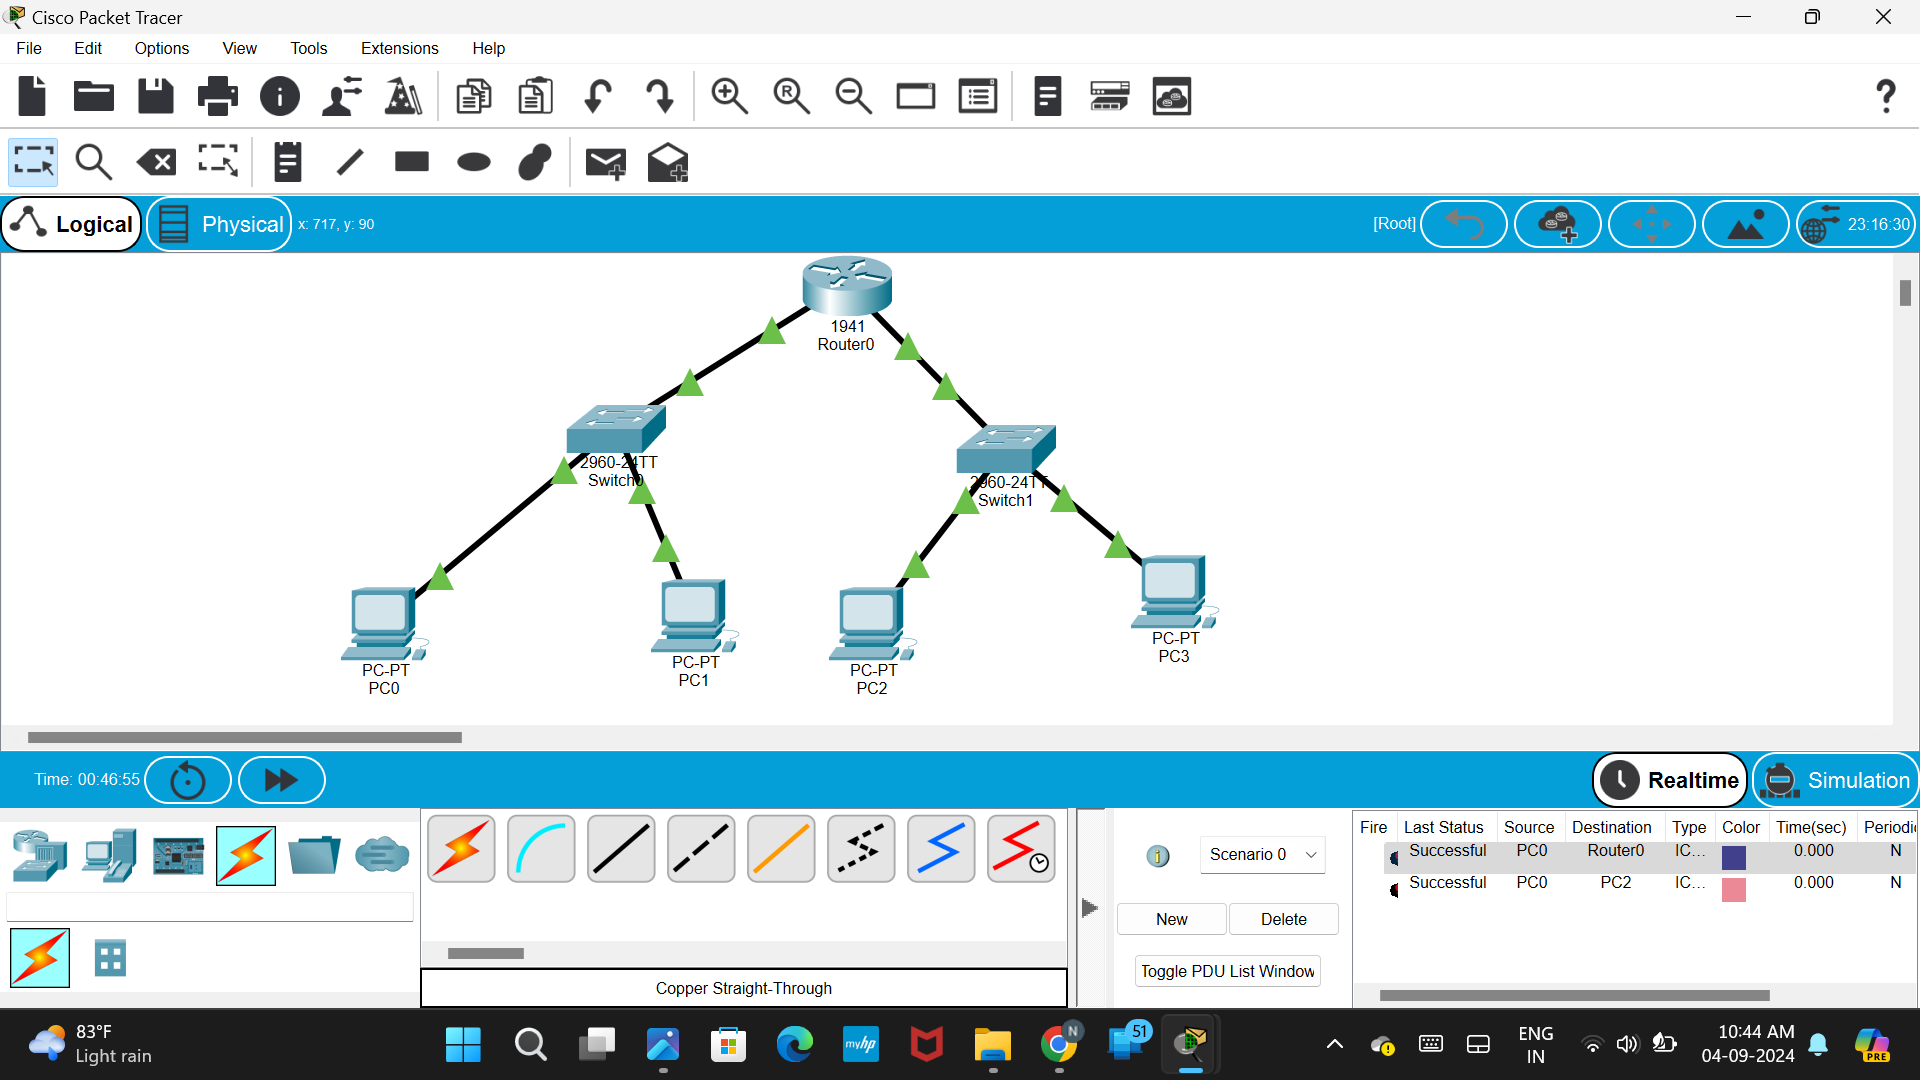 Cisco Packet Tracer
File Edit Options View Tools Extensions Help
Logical Physical x: 717, y: 90 [Root] 23:16:30
1941
Router0
2960-24TT
Switch0
2960-24TT
Switch1
PC-PT
PC3
PC-PT
PC1
PC-PT
PC0
PC-PT
PC2
Time: 00:46:55 Realtime Simulation
Fire Last Status Source Destination Type Color Time(sec) Periodic
Successful PC0 Router0 IC... 0.000 N
Successful PC0 PC2 IC... 0.000 N
Scenario 0
New Delete
Toggle PDU List Window
Copper Straight-Through
83°F
Light rain
myhp
N
51
ENG
IN
10:44 AM
04-09-2024
PRE